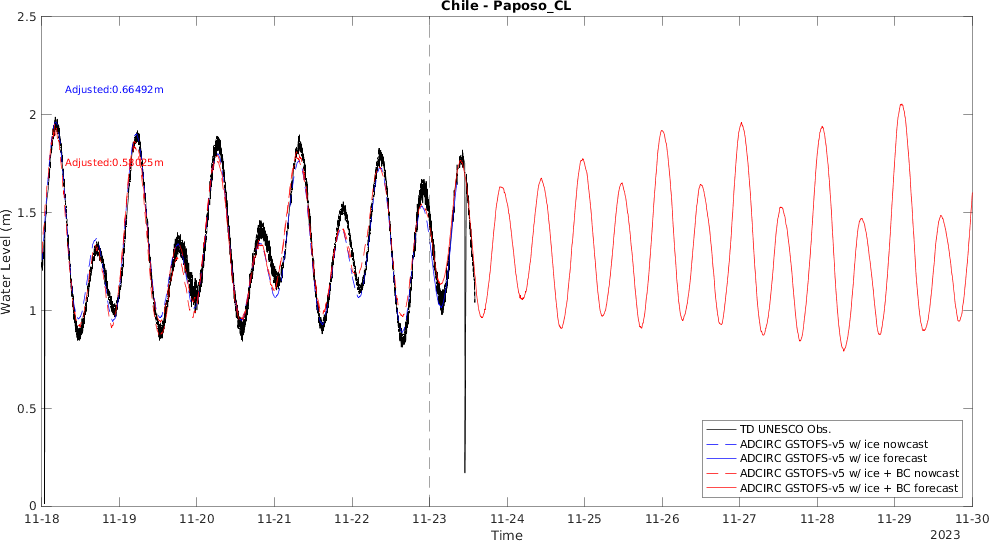 Chile - Paposo_CL
2.5
2
1.5
1
0.5
0
Water Level (m)
Adjusted:0.66492m
Adjusted:0.58025m
TD UNESCO Obs.
ADCIRC GSTOFS-v5 w/ ice nowcast
ADCIRC GSTOFS-v5 w/ ice forecast
ADCIRC GSTOFS-v5 w/ ice + BC nowcast
ADCIRC GSTOFS-v5 w/ ice + BC forecast
11-18 11-19 11-20 11-21 11-22 11-23 11-24 11-25 11-26 11-27 11-28 11-29 11-30
Time
2023